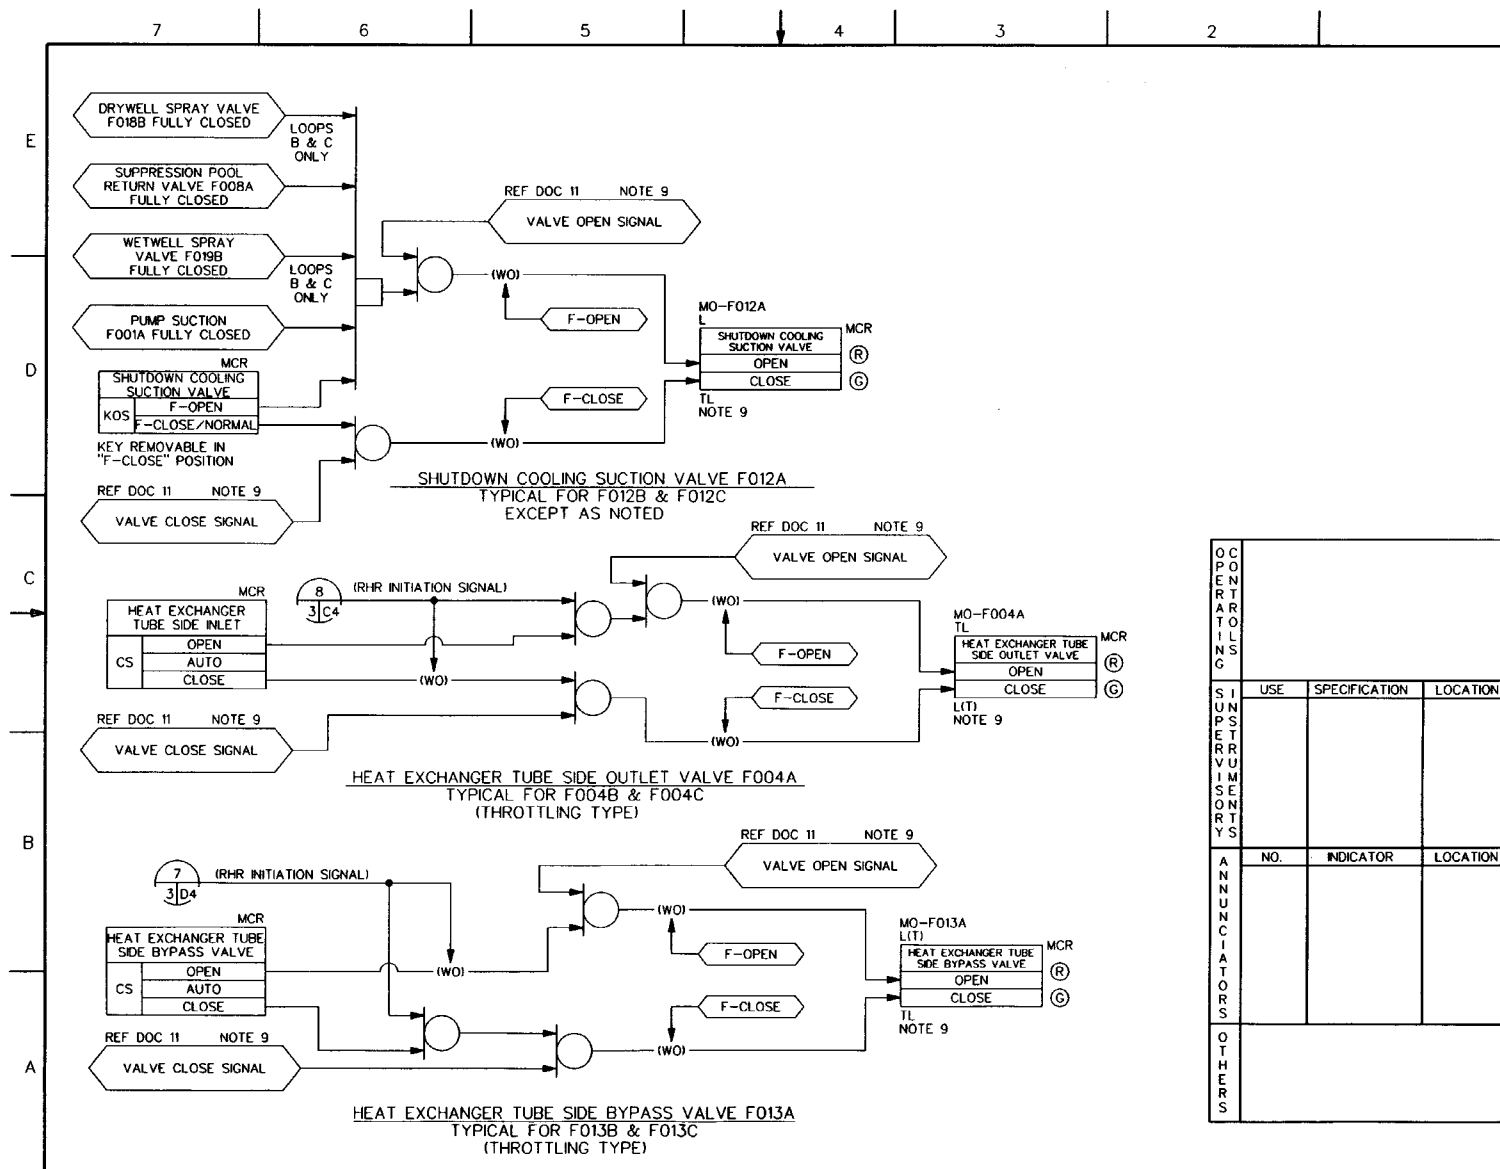 7 6 5 4 3 2
E
DRYWELL SPRAY VALVE
F018B FULLY CLOSED
LOOPS
B & C
ONLY
SUPPRESSION POOL
RETURN VALVE F008A
FULLY CLOSED
REF DOC 11 NOTE 9
VALVE OPEN SIGNAL
WETWELL SPRAY
VALVE F019B
FULLY CLOSED
LOOPS
B & C
ONLY
(WO)
F-OPEN
PUMP SUCTION
F001A FULLY CLOSED
MO-F012A
L
MCR
SHUTDOWN COOLING
SUCTION VALVE
OPEN
CLOSE
R
G
TL
NOTE 9
D
MCR
SHUTDOWN COOLING
SUCTION VALVE
KOS
F-OPEN
F-CLOSE/NORMAL
KEY REMOVABLE IN
"F-CLOSE" POSITION
F-CLOSE
(WO)
SHUTDOWN COOLING SUCTION VALVE F012A
TYPICAL FOR F012B & F012C
EXCEPT AS NOTED
REF DOC 11 NOTE 9
VALVE CLOSE SIGNAL
REF DOC 11 NOTE 9
VALVE OPEN SIGNAL
C
MCR
HEAT EXCHANGER
TUBE SIDE INLET
CS
OPEN
AUTO
CLOSE
8
3 C4
(RHR INITIATION SIGNAL)
(WO)
(WO)
F-OPEN
F-CLOSE
(WO)
MO-F004A
TL
MCR
HEAT EXCHANGER TUBE
SIDE OUTLET VALVE
OPEN
CLOSE
R
G
L(T)
NOTE 9
REF DOC 11 NOTE 9
VALVE CLOSE SIGNAL
HEAT EXCHANGER TUBE SIDE OUTLET VALVE F004A
TYPICAL FOR F004B & F004C
(THROTTLING TYPE)
B
REF DOC 11 NOTE 9
VALVE OPEN SIGNAL
7
3 D4
(RHR INITIATION SIGNAL)
MCR
HEAT EXCHANGER TUBE
SIDE BYPASS VALVE
CS
OPEN
AUTO
CLOSE
(WO)
(WO)
F-OPEN
F-CLOSE
(WO)
MO-F013A
L(T)
MCR
HEAT EXCHANGER TUBE
SIDE BYPASS VALVE
OPEN
CLOSE
R
G
TL
NOTE 9
A
REF DOC 11 NOTE 9
VALVE CLOSE SIGNAL
HEAT EXCHANGER TUBE SIDE BYPASS VALVE F013A
TYPICAL FOR F013B & F013C
(THROTTLING TYPE)
OPERATING
CONTROLS
SUPERVISORY
INSTRUMENTS
USE SPECIFICATION LOCATION
ANNUNCIATORS
NO. INDICATOR LOCATION
OTHERS